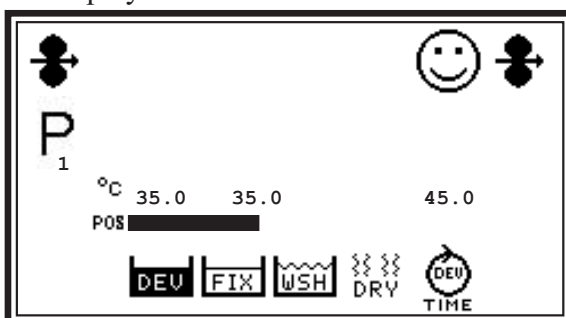 P
1
°C 35.0 35.0 45.0
POS
DEV FIX WSH DRY DEV
TIME